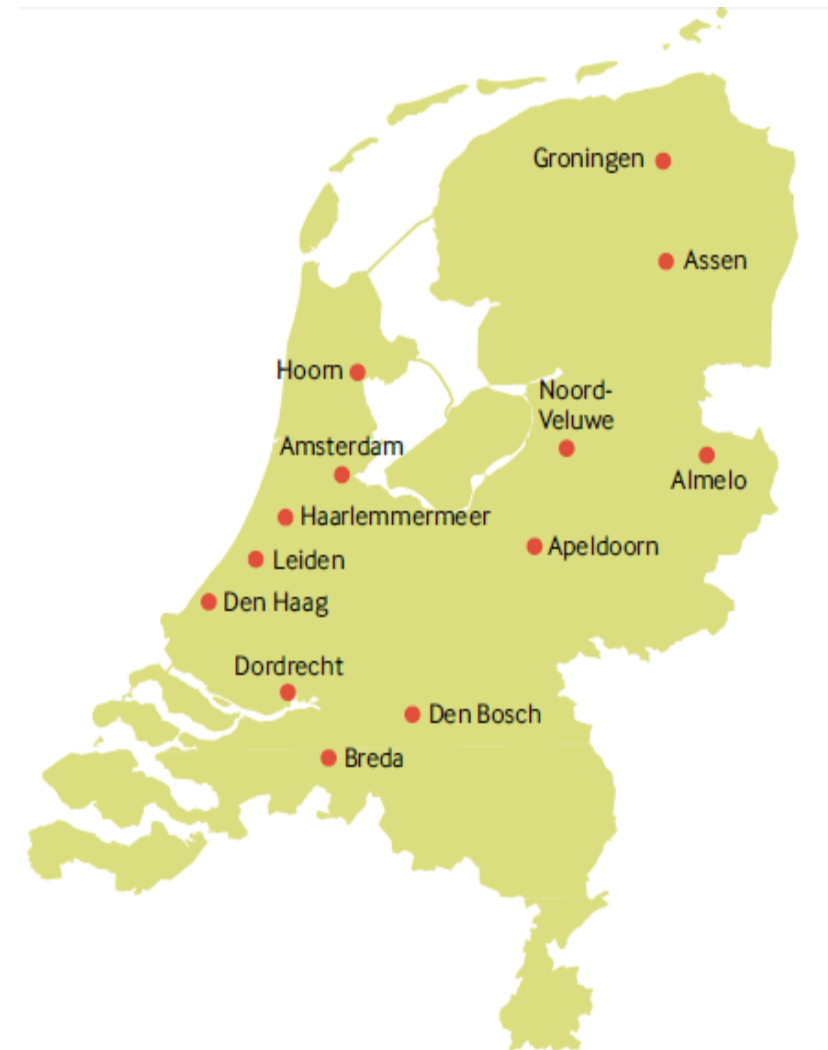 Groningen
Assen
Hoorn
Noord-
Veluwe
Amsterdam
Almelo
Haarlemmermeer
Apeldoorn
Leiden
Den Haag
Dordrecht
Den Bosch
Breda